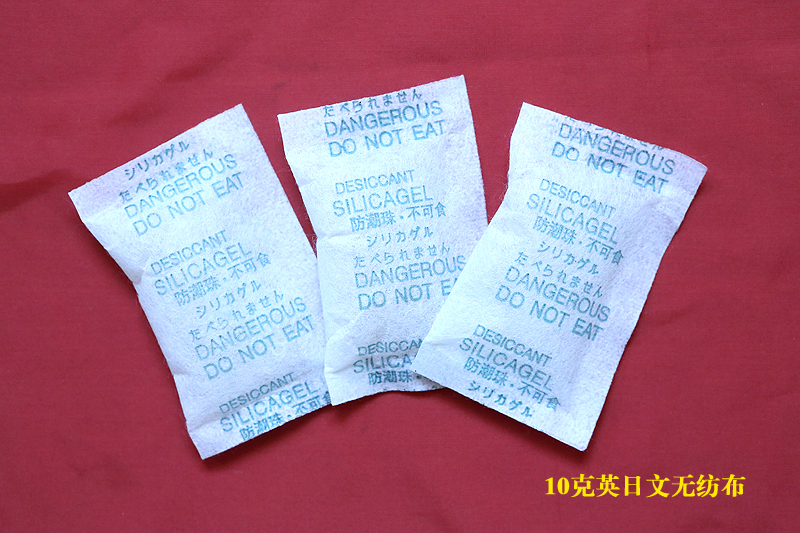 シリカゲル
たべられません
DANGEROUS
DO NOT EAT
DESICCANT
SILICAGEL
防潮珠·不可食
シリカゲル
たべられません
DANGEROUS
DO NOT EAT
DESICCANT
SILICAGEL
防潮珠·不可食
たべられません
DANGEROUS
DO NOT EAT
DESICCANT
SILICAGEL
防潮珠·不可食
シリカゲル
たべられません
DANGEROUS
DO NOT EAT
DESICCANT
SILICAGEL
防潮珠·不
DANGEROUS
DO NOT EAT
DESICCANT
SILICAGEL
防潮珠·不可食
シリカゲル
たべられません
DANGEROUS
DO NOT EAT
DESICCANT
SILICAGEL
防潮珠·不可食
シリカゲル
10克英日文无纺布